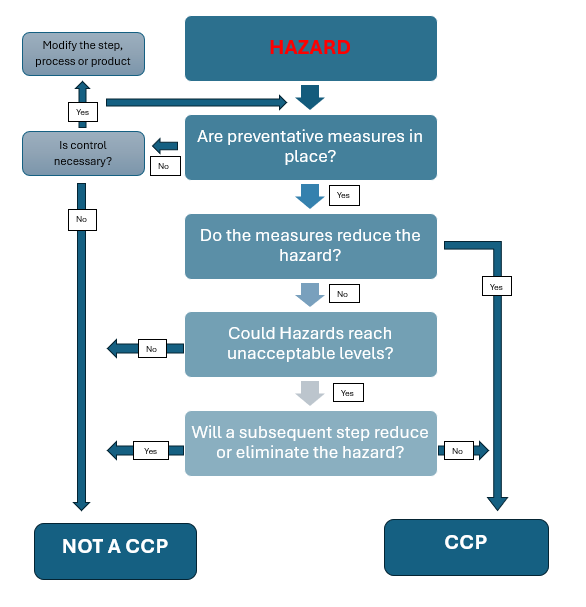 Modify the step,
process or product
HAZARD
Yes
Are preventative measures in
place?
Is control
necessary?
No
Yes
No
Do the measures reduce the
hazard?
Yes
No
Could Hazards reach
unacceptable levels?
No
Yes
Will a subsequent step reduce
or eliminate the hazard?
Yes
No
NOT A CCP
CCP